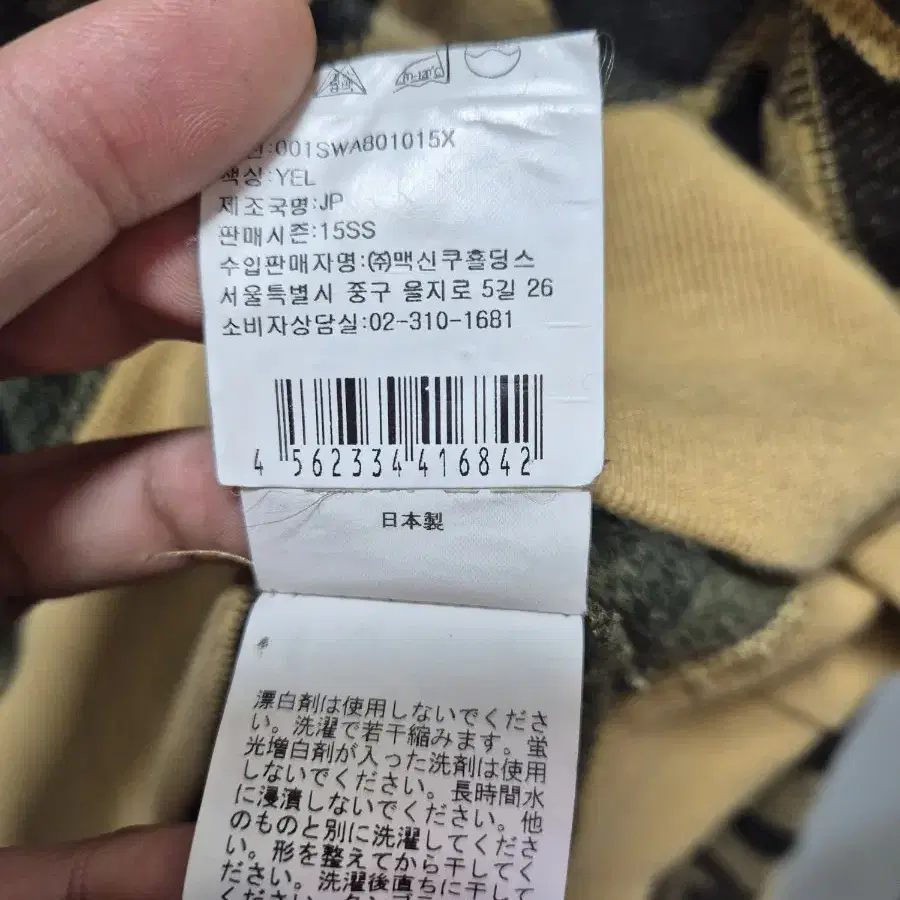 :001SWA801015X
색상:YEL
제조국명:JP
판매시즌:15SS
수입판매자명:㈜맥신쿠홀딩스
서울특별시 중구 을지로 5길 26
소비자상담실:02-310-1681
4 562334 416842
日本製
漂白剤は使用しないでくださ
い。洗濯で若干縮みます。蛍
光増白剤が入った洗剤は使用
しないでください。長時間水
に浸漬しないでください。他
のものと別に洗濯してくださ
い。形を整えてから干してく
ださい。洗濯後直ちに干して
ください。タンブラ